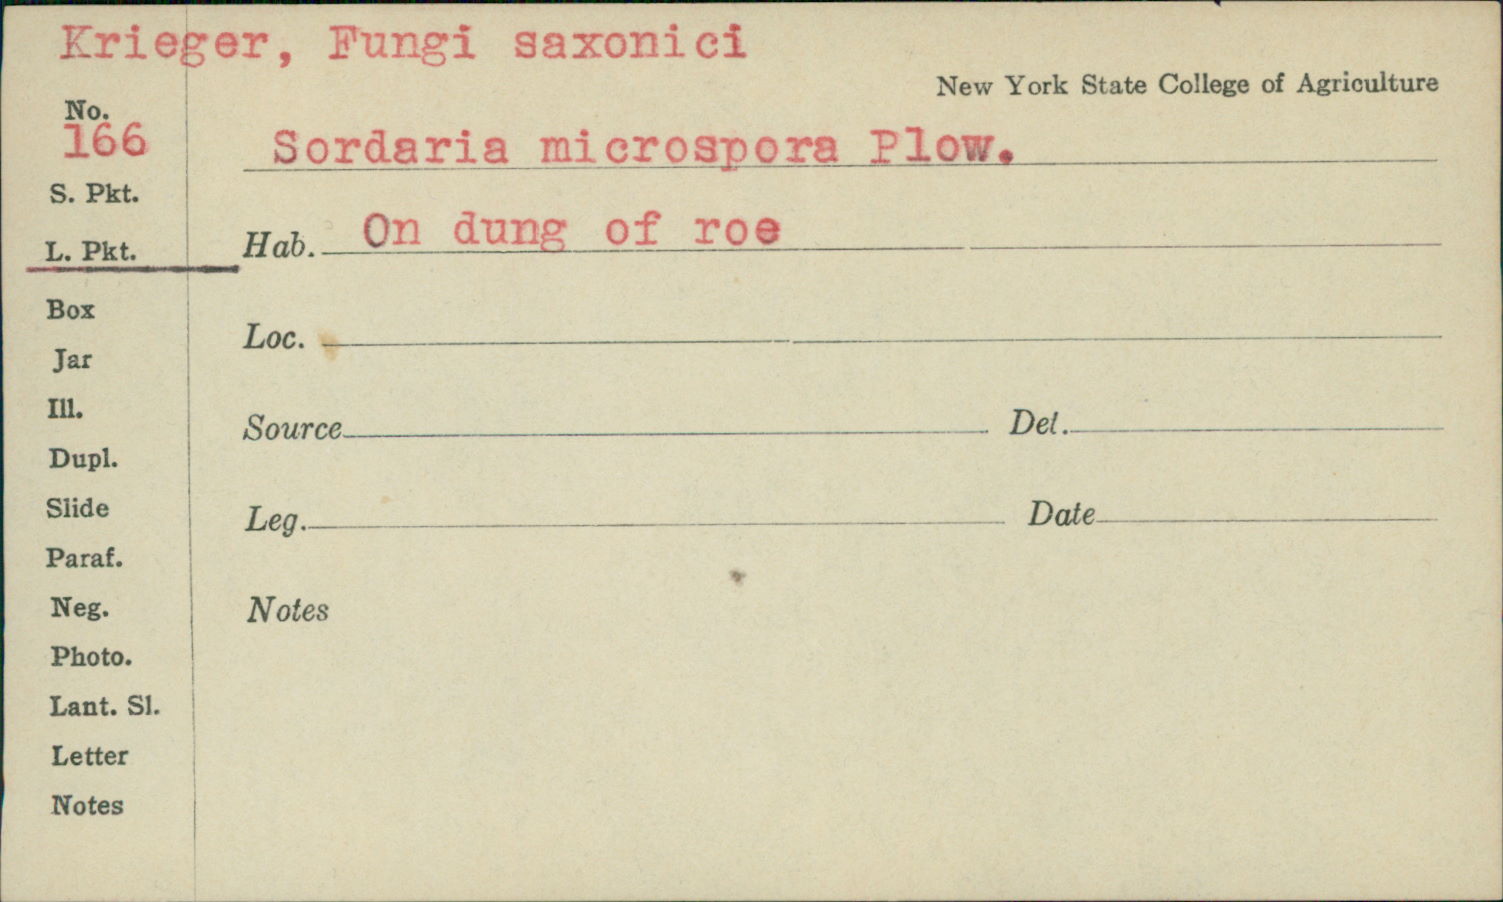 Krieger, Fungi saxonici
New York State College of Agriculture
No.
166
Sordaria microspora Plow.
S. Pkt.
L. Pkt.
Hab. On dung of roe
Box
Loc.
Jar
Ill.
Source Det.
Dupl.
Slide
Leg. Date
Paraf.
Neg.
Notes
Photo.
Lant. Sl.
Letter
Notes